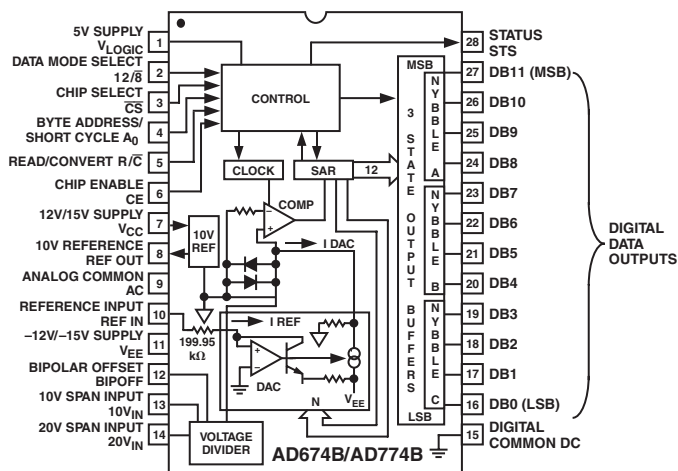 5V SUPPLY
VLOGIC
1
DATA MODE SELECT
12/8
2
CHIP SELECT
CS
3
BYTE ADDRESS/
SHORT CYCLE A0
4
READ/CONVERT R/C
5
CHIP ENABLE
CE
6
12V/15V SUPPLY
VCC
7
10V REFERENCE
REF OUT
8
ANALOG COMMON
AC
9
REFERENCE INPUT
REF IN
10
–12V/–15V SUPPLY
VEE
11
BIPOLAR OFFSET
BIPOFF
12
10V SPAN INPUT
10VIN
13
20V SPAN INPUT
20VIN
14
CONTROL
CLOCK
SAR
12
COMP
–
+
10V
REF
I DAC
I REF
199.95
kΩ
+
–
DAC
VEE
N
VOLTAGE
DIVIDER
AD674B/AD774B
MSB
3 STATE OUTPUT BUFFERS
LSB
NYBBLE A
NYBBLE B
NYBBLE C
28
STATUS
STS
27
DB11 (MSB)
26
DB10
25
DB9
24
DB8
23
DB7
22
DB6
21
DB5
20
DB4
19
DB3
18
DB2
17
DB1
16
DB0 (LSB)
15
DIGITAL
COMMON DC
DIGITAL
DATA
OUTPUTS